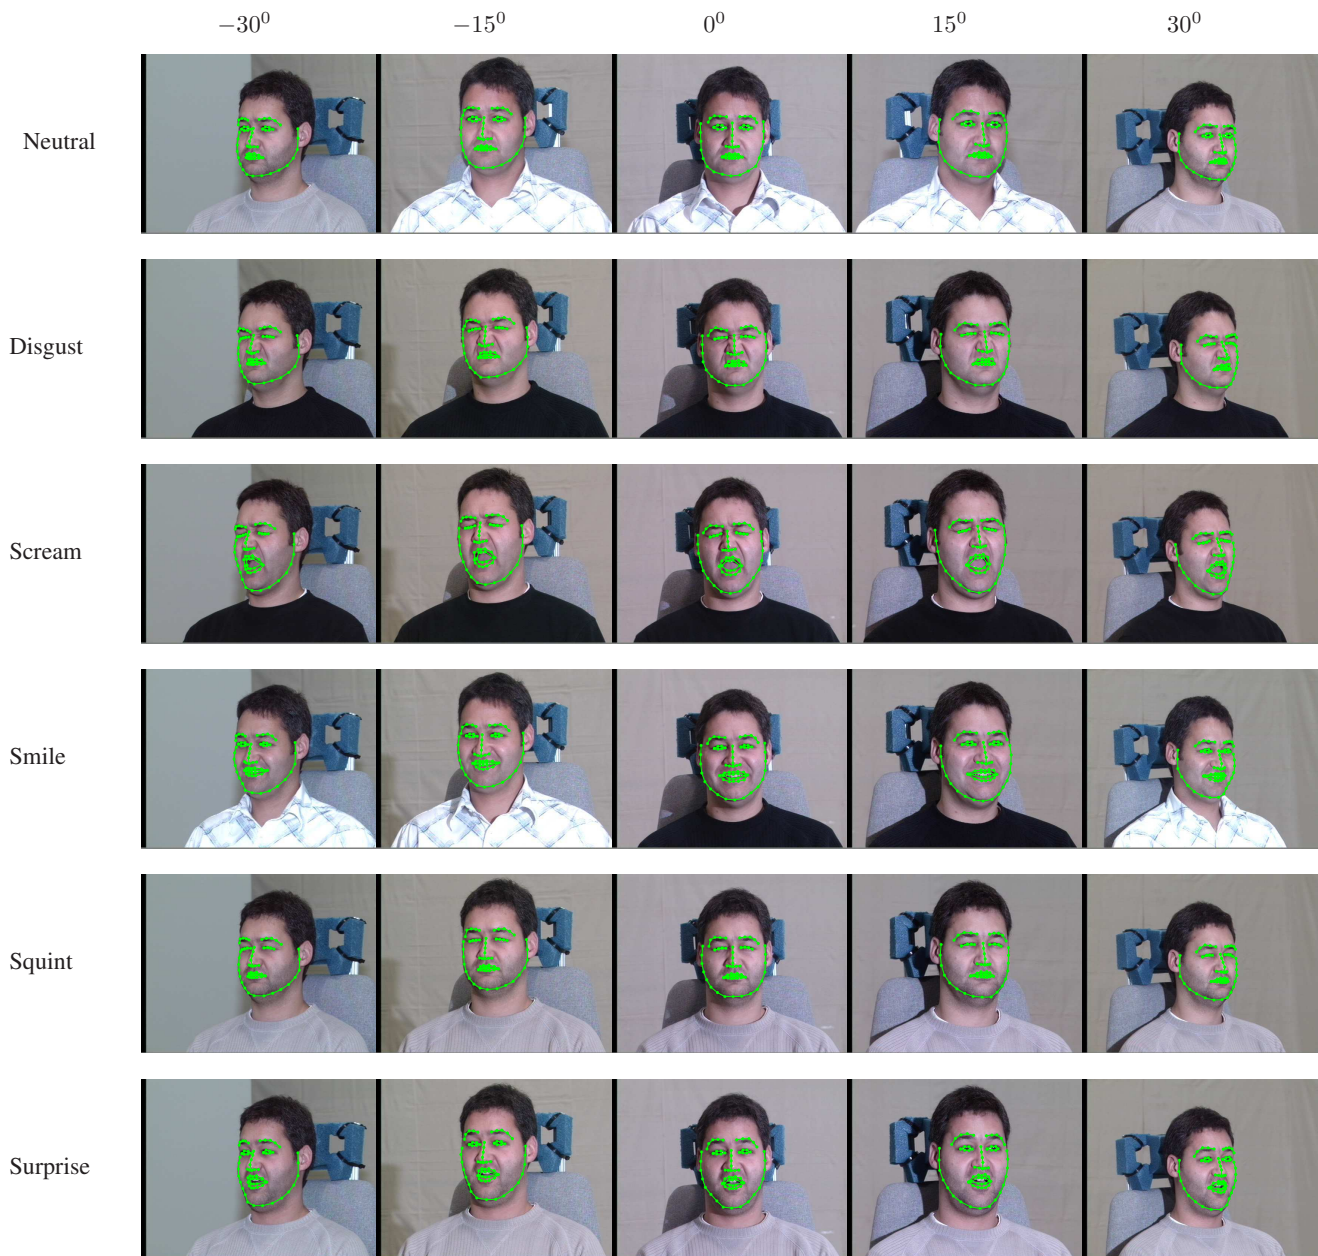 −30⁰ −15⁰ 0⁰ 15⁰ 30⁰
Neutral
Disgust
Scream
Smile
Squint
Surprise